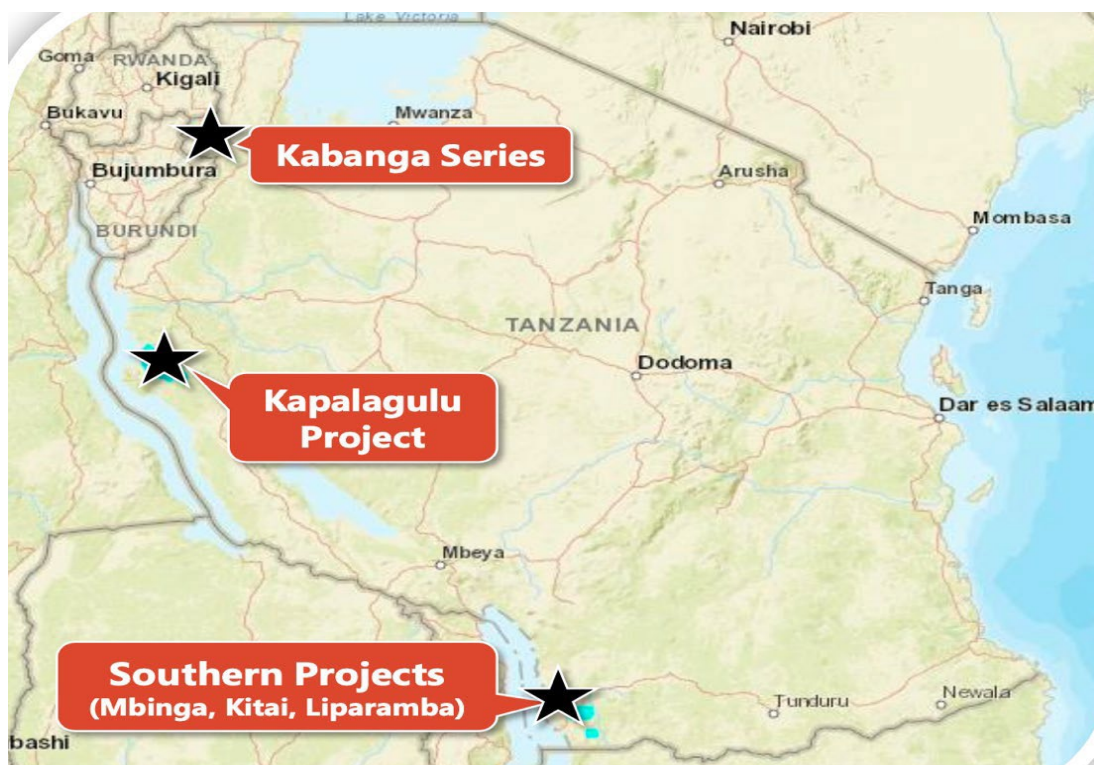 Lake Victoria
Nairobi
Goma
RWANDA
Kigali
Bukavu
Mwanza
Kabanga Series
Bujumbura
Arusha
BURUNDI
Mombasa
Tanga
TANZANIA
Dodoma
Kapalagulu
Project
Dar es Salaam
Mbeya
Southern Projects
(Mbinga, Kitai, Liparamba)
Tunduru
Newala
bashi